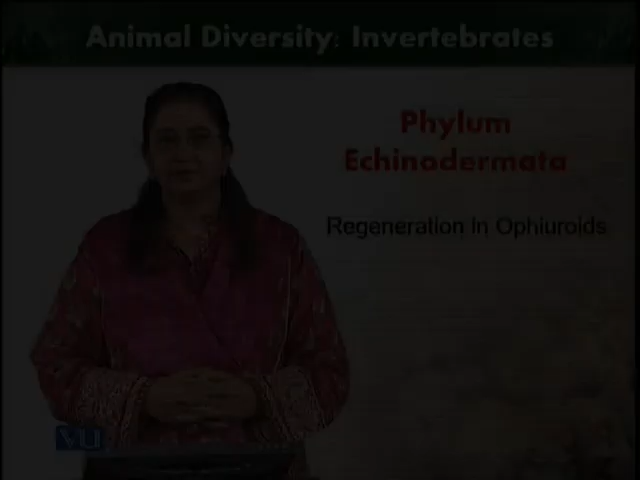 Animal Diversity: Invertebrates
Phylum
Echinodermata
Regeneration in Ophiuroids
VU